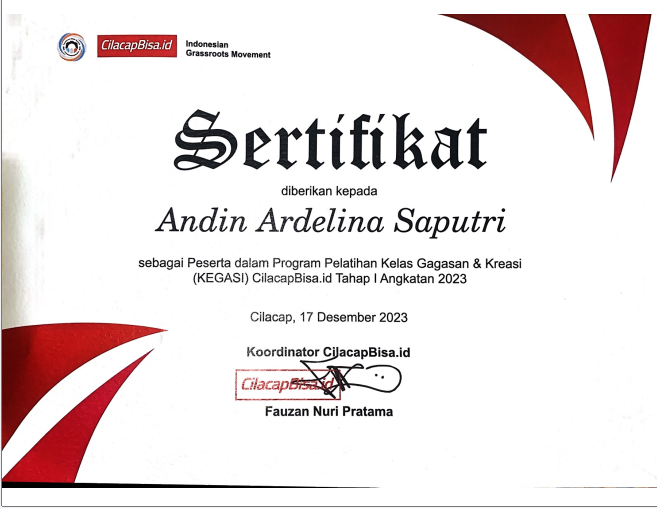 CilacapBisa.id
Indonesian
Grassroots Movement
Sertifikat
diberikan kepada
Andin Ardelina Saputri
sebagai Peserta dalam Program Pelatihan Kelas Gagasan & Kreasi
(KEGASI) CilacapBisa.id Tahap I Angkatan 2023
Cilacap, 17 Desember 2023
Koordinator CilacapBisa.id
CilacapBisa.id
Fauzan Nuri Pratama